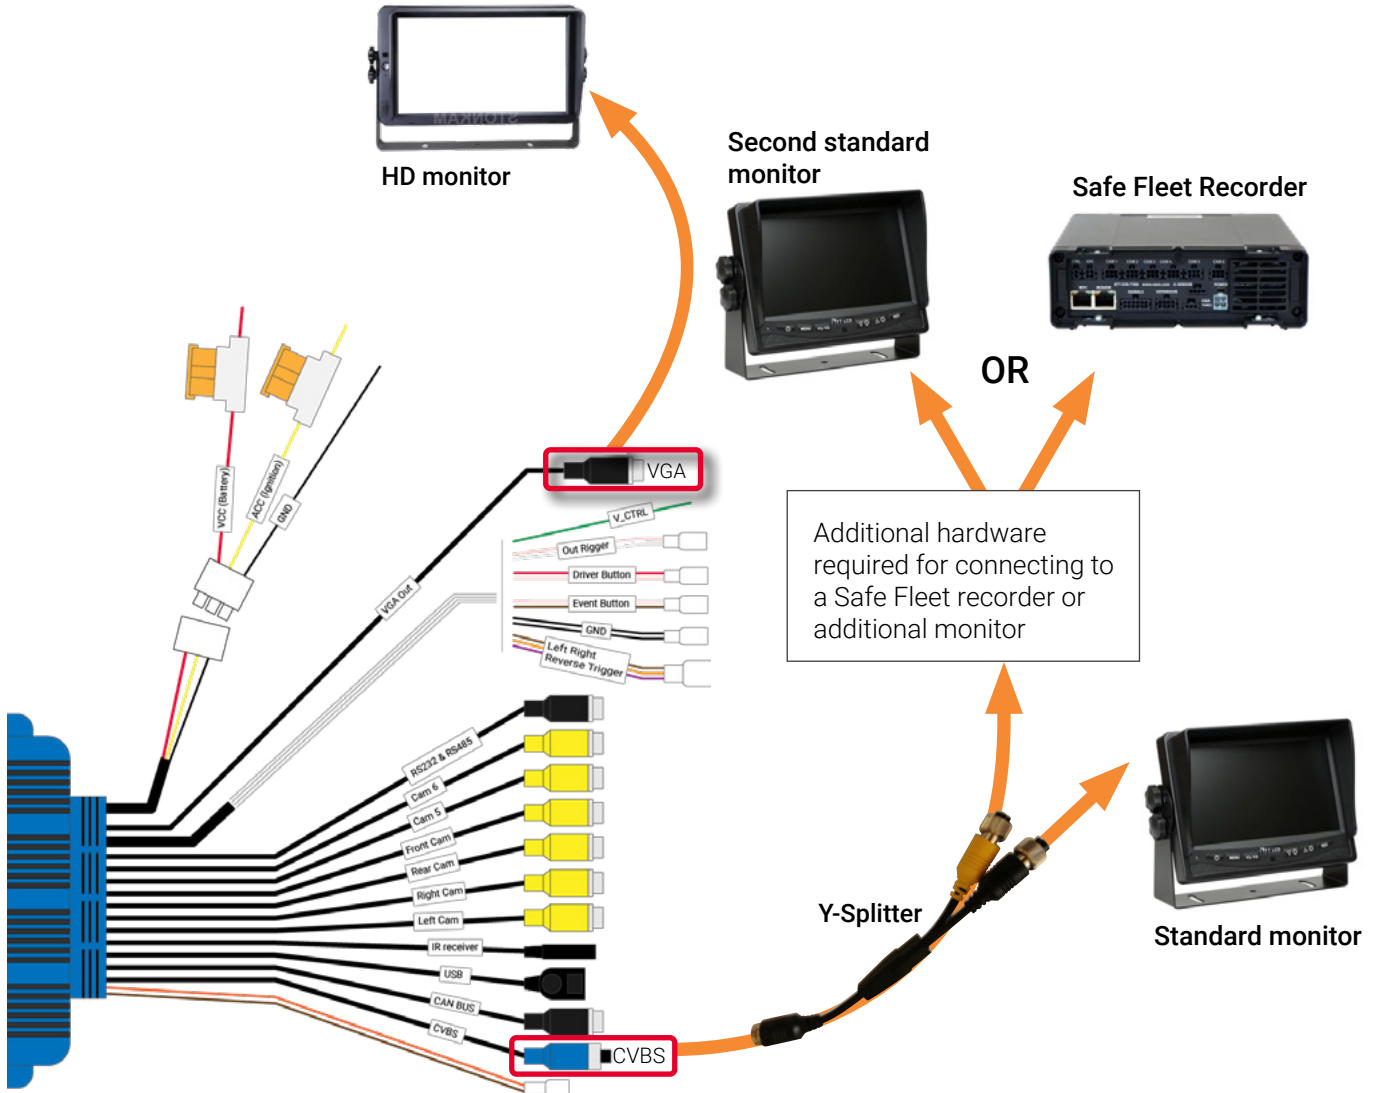 STONKAM
HD monitor
Second standard
monitor
Safe Fleet Recorder
OR
VCC (Battery)
ACC (Ignition)
GND
VGA
V_CTRL
Out Rigger
Driver Button
Event Button
GND
Left Right
Reverse Trigger
VGA Out
Additional hardware
required for connecting to
a Safe Fleet recorder or
additional monitor
RS232 & RS485
Cam 6
Cam 5
Front Cam
Rear Cam
Right Cam
Left Cam
IR receiver
USB
CAN BUS
CVBS
CVBS
Y-Splitter
Standard monitor